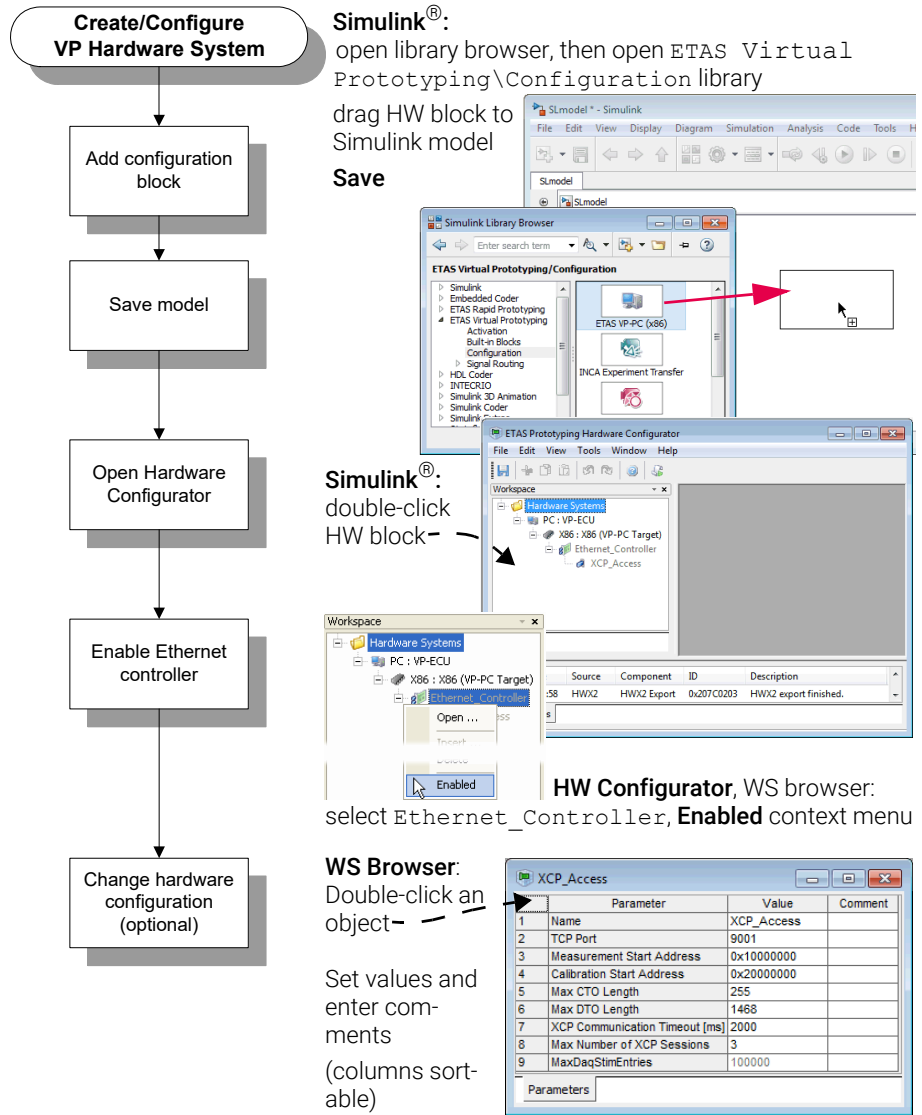 Create/Configure
VP Hardware System
Simulink®:
open library browser, then open ETAS Virtual
Prototyping\Configuration library
drag HW block to
Simulink model
Save
Add configuration
block
Save model
SLmodel * - Simulink
File Edit View Display Diagram Simulation Analysis Code Tools H
SLmodel
SLmodel
Simulink Library Browser
Enter search term
ETAS Virtual Prototyping/Configuration
Simulink
Embedded Coder
ETAS Rapid Prototyping
ETAS Virtual Prototyping
Activation
Built-in Blocks
Configuration
Signal Routing
HDL Coder
INTECRIO
Simulink 3D Animation
Simulink Coder
ETAS VP-PC (x86)
INCA Experiment Transfer
Open Hardware
Configurator
Simulink®:
double-click
HW block
ETAS Prototyping Hardware Configurator
File Edit View Tools Window Help
Workspace
Hardware Systems
PC : VP-ECU
X86 : X86 (VP-PC Target)
Ethernet_Controller
XCP_Access
Source Component ID Description
:58 HWX2 HWX2 Export 0x207C0203 HWX2 export finished.
s
Enable Ethernet
controller
Workspace
Hardware Systems
PC : VP-ECU
X86 : X86 (VP-PC Target)
Ethernet_Controller
Open ... ess
Insert
Delete
Enabled
HW Configurator, WS browser:
select Ethernet_Controller, Enabled context menu
Change hardware
configuration
(optional)
WS Browser:
Double-click an
object
Set values and
enter com-
ments
(columns sort-
able)
XCP_Access
Parameter Value Comment
1 Name XCP_Access
2 TCP Port 9001
3 Measurement Start Address 0x10000000
4 Calibration Start Address 0x20000000
5 Max CTO Length 255
6 Max DTO Length 1468
7 XCP Communication Timeout [ms] 2000
8 Max Number of XCP Sessions 3
9 MaxDaqStimEntries 100000
Parameters